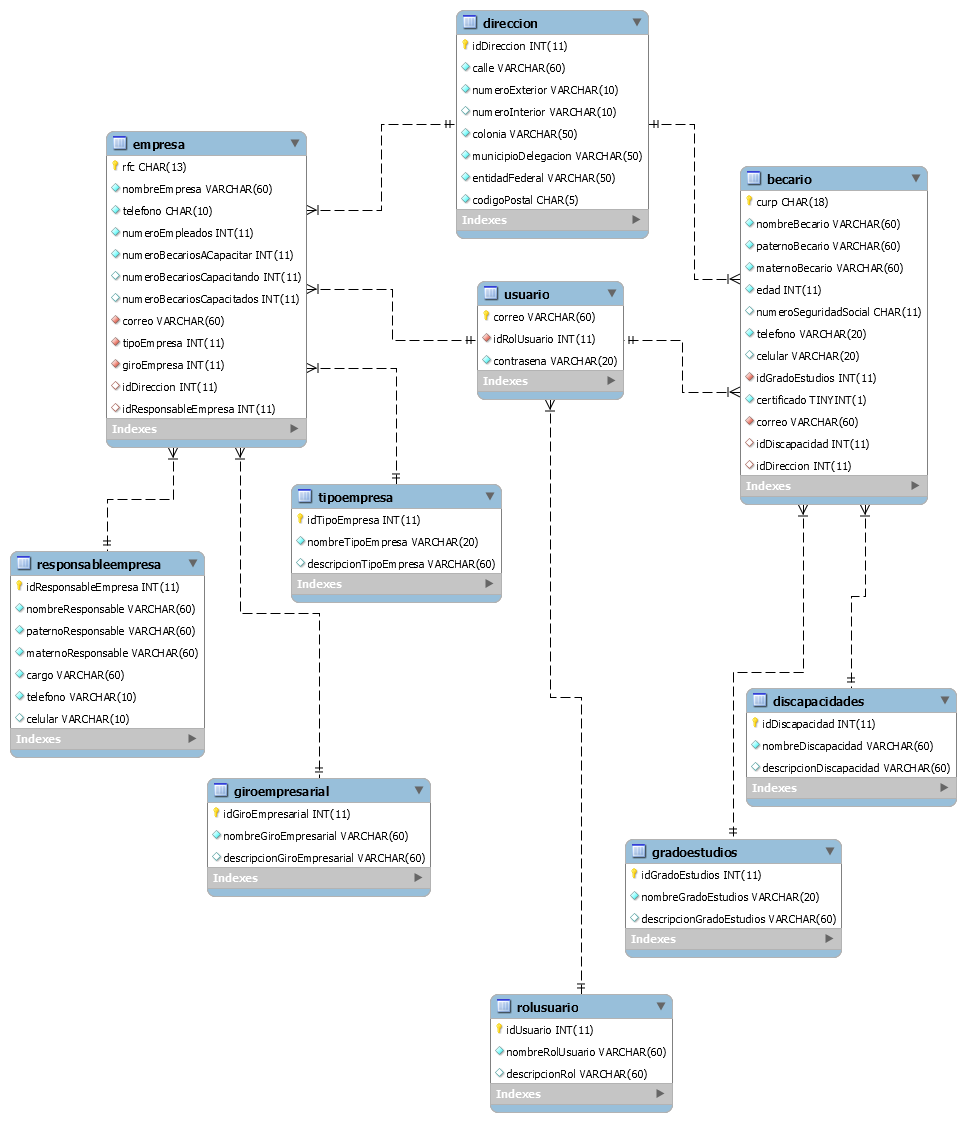 direccion
idDireccion INT(11)
calle VARCHAR(60)
numeroExterior VARCHAR(10)
numeroInterior VARCHAR(10)
colonia VARCHAR(50)
municipioDelegacion VARCHAR(50)
entidadFederal VARCHAR(50)
codigoPostal CHAR(5)
Indexes
empresa
rfc CHAR(13)
nombreEmpresa VARCHAR(60)
telefono CHAR(10)
numeroEmpleados INT(11)
numeroBecariosACapacitar INT(11)
numeroBecariosCapacitando INT(11)
numeroBecariosCapacitados INT(11)
correo VARCHAR(60)
tipoEmpresa INT(11)
giroEmpresa INT(11)
idDireccion INT(11)
idResponsableEmpresa INT(11)
Indexes
becario
curp CHAR(18)
nombreBecario VARCHAR(60)
paternoBecario VARCHAR(60)
maternoBecario VARCHAR(60)
edad INT(11)
numeroSeguridadSocial CHAR(11)
telefono VARCHAR(20)
celular VARCHAR(20)
idGradoEstudios INT(11)
certificado TINYINT(1)
correo VARCHAR(60)
idDiscapacidad INT(11)
idDireccion INT(11)
Indexes
usuario
correo VARCHAR(60)
idRolUsuario INT(11)
contrasena VARCHAR(20)
Indexes
tipoempresa
idTipoEmpresa INT(11)
nombreTipoEmpresa VARCHAR(20)
descripcionTipoEmpresa VARCHAR(60)
Indexes
responsableempresa
idResponsableEmpresa INT(11)
nombreResponsable VARCHAR(60)
paternoResponsable VARCHAR(60)
maternoResponsable VARCHAR(60)
cargo VARCHAR(60)
telefono VARCHAR(10)
celular VARCHAR(10)
Indexes
discapacidades
idDiscapacidad INT(11)
nombreDiscapacidad VARCHAR(60)
descripcionDiscapacidad VARCHAR(60)
Indexes
giroempresarial
idGiroEmpresarial INT(11)
nombreGiroEmpresarial VARCHAR(60)
descripcionGiroEmpresarial VARCHAR(60)
Indexes
gradoestudios
idGradoEstudios INT(11)
nombreGradoEstudios VARCHAR(20)
descripcionGradoEstudios VARCHAR(60)
Indexes
rolusuario
idUsuario INT(11)
nombreRolUsuario VARCHAR(60)
descripcionRol VARCHAR(60)
Indexes